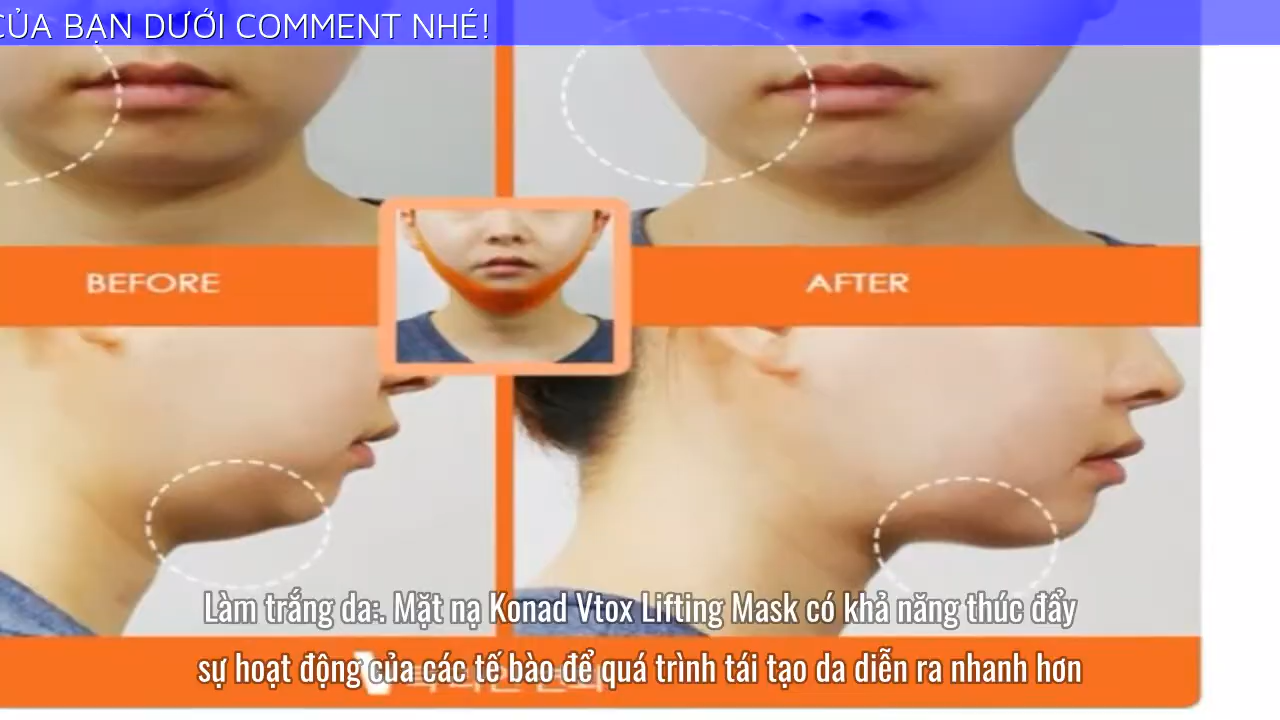 CỦA BẠN DƯỚI COMMENT NHÉ!
BEFORE
AFTER
Làm trắng da:. Mặt nạ Konad Vtox Lifting Mask có khả năng thúc đẩy
sự hoạt động của các tế bào để quá trình tái tạo da diễn ra nhanh hơn